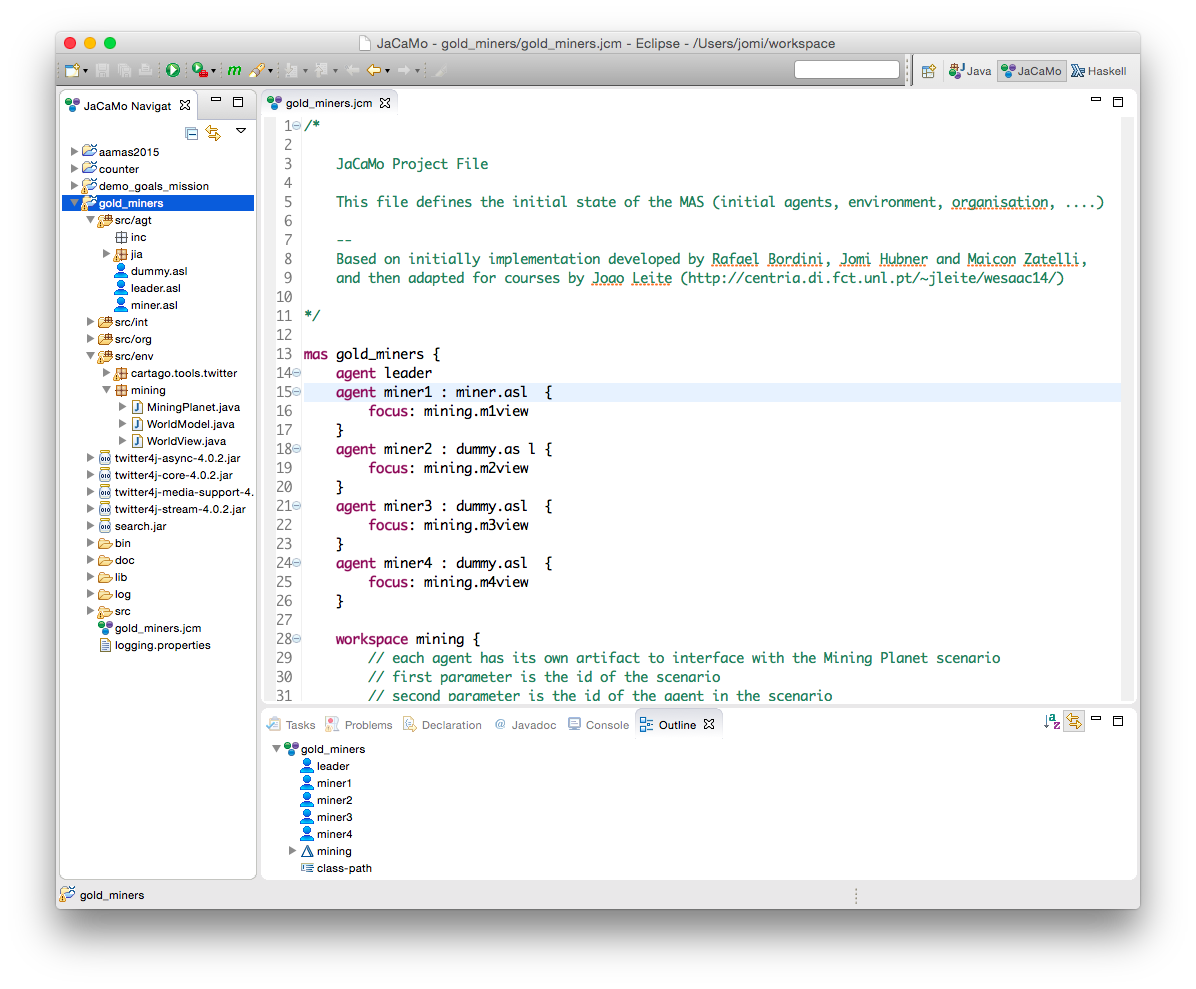 JaCaMo - gold_miners/gold_miners.jcm - Eclipse - /Users/jomi/workspace
m
Java JaCaMo Haskell
JaCaMo Navigat
aamas2015
counter
demo_goals_mission
gold_miners
src/agt
inc
jia
dummy.asl
leader.asl
miner.asl
src/int
src/org
src/env
cartago.tools.twitter
mining
MiningPlanet.java
WorldModel.java
WorldView.java
twitter4j-async-4.0.2.jar
twitter4j-core-4.0.2.jar
twitter4j-media-support-4.
twitter4j-stream-4.0.2.jar
search.jar
bin
doc
lib
log
src
gold_miners.jcm
logging.properties
gold_miners.jcm
1 /*
2
3 JaCaMo Project File
4
5 This file defines the initial state of the MAS (initial agents, environment, organisation, ....)
6
7 --
8 Based on initially implementation developed by Rafael Bordini, Jomi Hubner and Maicon Zatelli,
9 and then adapted for courses by Joao Leite (http://centria.di.fct.unl.pt/~jleite/wesaac14/)
10
11 */
12
13 mas gold_miners {
14 agent leader
15 agent miner1 : miner.asl {
16 focus: mining.m1view
17 }
18 agent miner2 : dummy.as l {
19 focus: mining.m2view
20 }
21 agent miner3 : dummy.asl {
22 focus: mining.m3view
23 }
24 agent miner4 : dummy.asl {
25 focus: mining.m4view
26 }
27
28 workspace mining {
29 // each agent has its own artifact to interface with the Mining Planet scenario
30 // first parameter is the id of the scenario
31 // second parameter is the id of the agent in the scenario
Tasks Problems Declaration @ Javadoc Console Outline
gold_miners
leader
miner1
miner2
miner3
miner4
mining
class-path
gold_miners